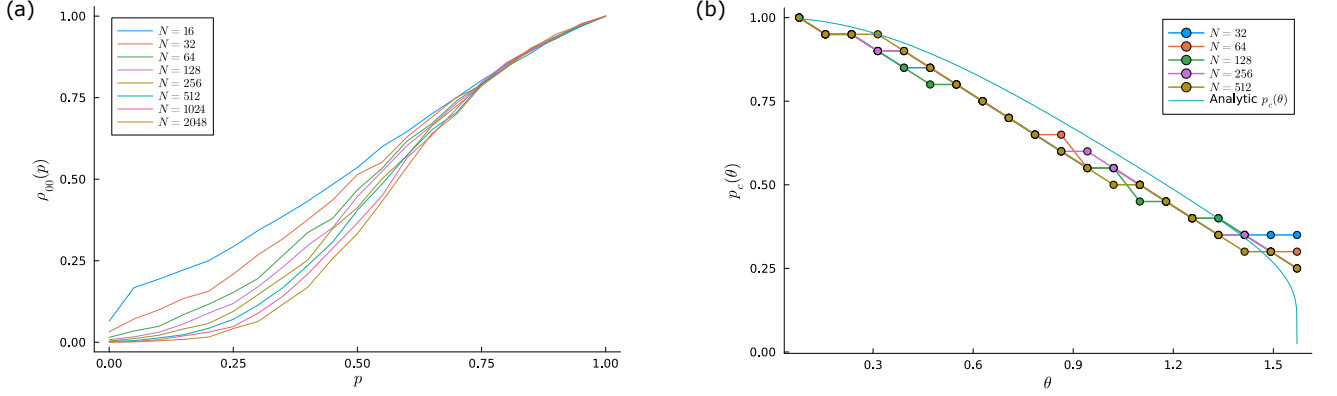 (a)
1.00
0.75
0.50
0.25
0.00
ρ₀₀(p)
N = 16
N = 32
N = 64
N = 128
N = 256
N = 512
N = 1024
N = 2048
0.00 0.25 0.50 0.75 1.00
p
(b)
1.00
0.75
0.50
0.25
0.00
p_c(θ)
N = 32
N = 64
N = 128
N = 256
N = 512
Analytic p_c(θ)
0.3 0.6 0.9 1.2 1.5
θ